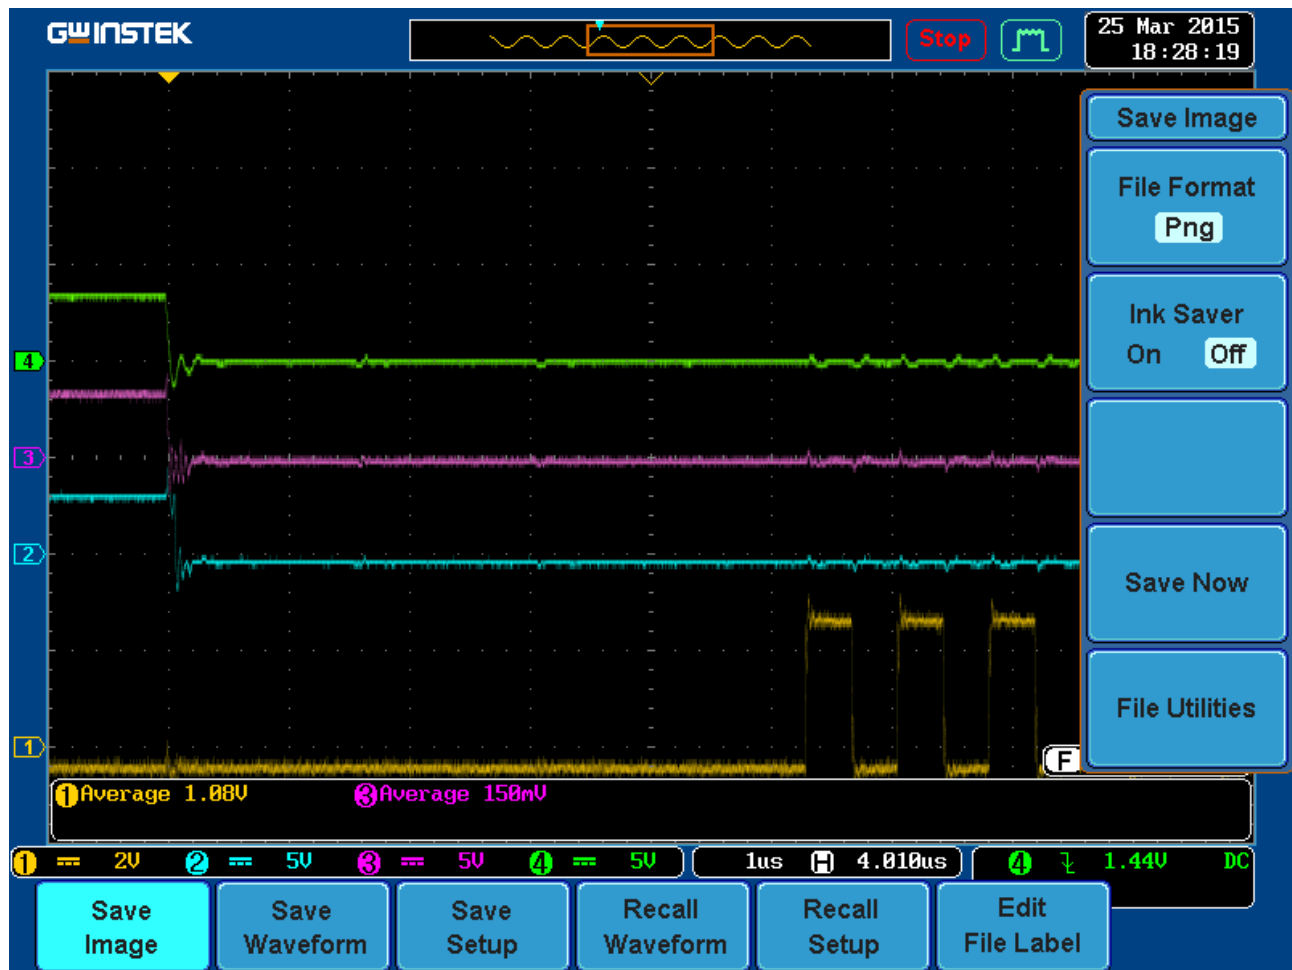 GWINSTEK
Stop
25 Mar 2015
18:28:19
Save Image
File Format
Png
Ink Saver
On Off
4
3
2
Save Now
File Utilities
1
F
1 Average 1.08V 3 Average 150mV
1 2V 2 5V 3 5V 4 5V 1us H 4.010us 4 1.44V DC
Save Image
Save Waveform
Save Setup
Recall Waveform
Recall Setup
Edit File Label